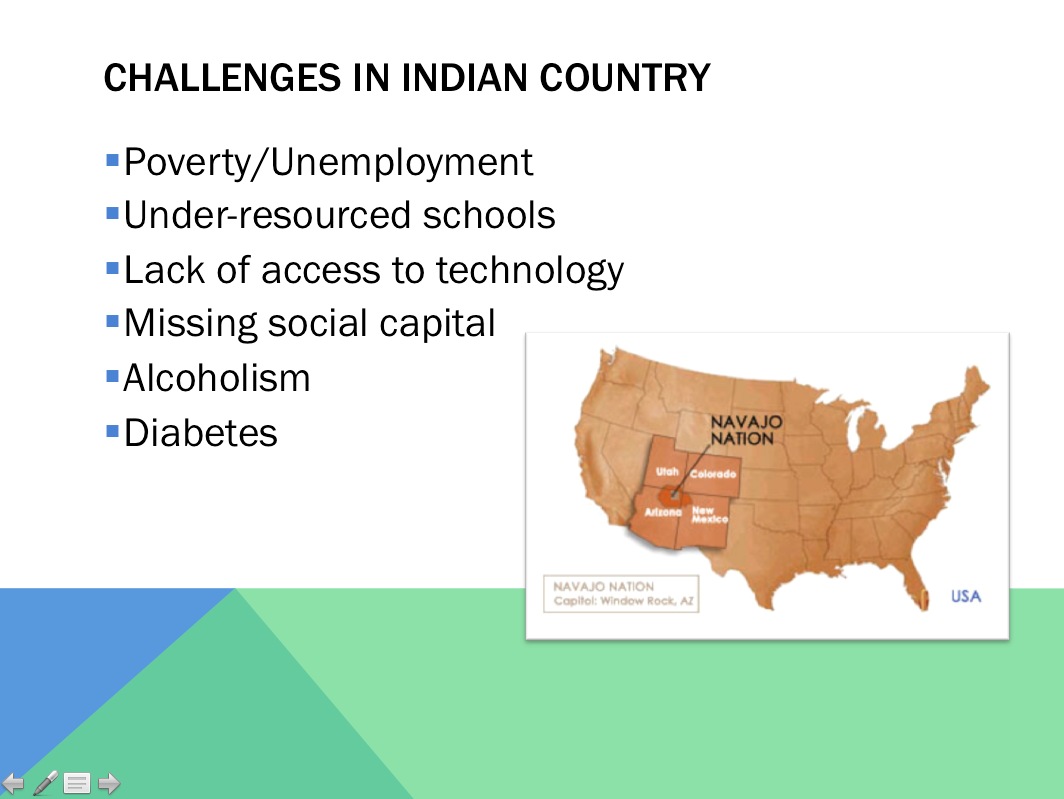 CHALLENGES IN INDIAN COUNTRY
Poverty/Unemployment
Under-resourced schools
Lack of access to technology
Missing social capital
Alcoholism
Diabetes
NAVAJO
NATION
Utah
Colorado
Arizona
New
Mexico
NAVAJO NATION
Capitol: Window Rock, AZ
USA